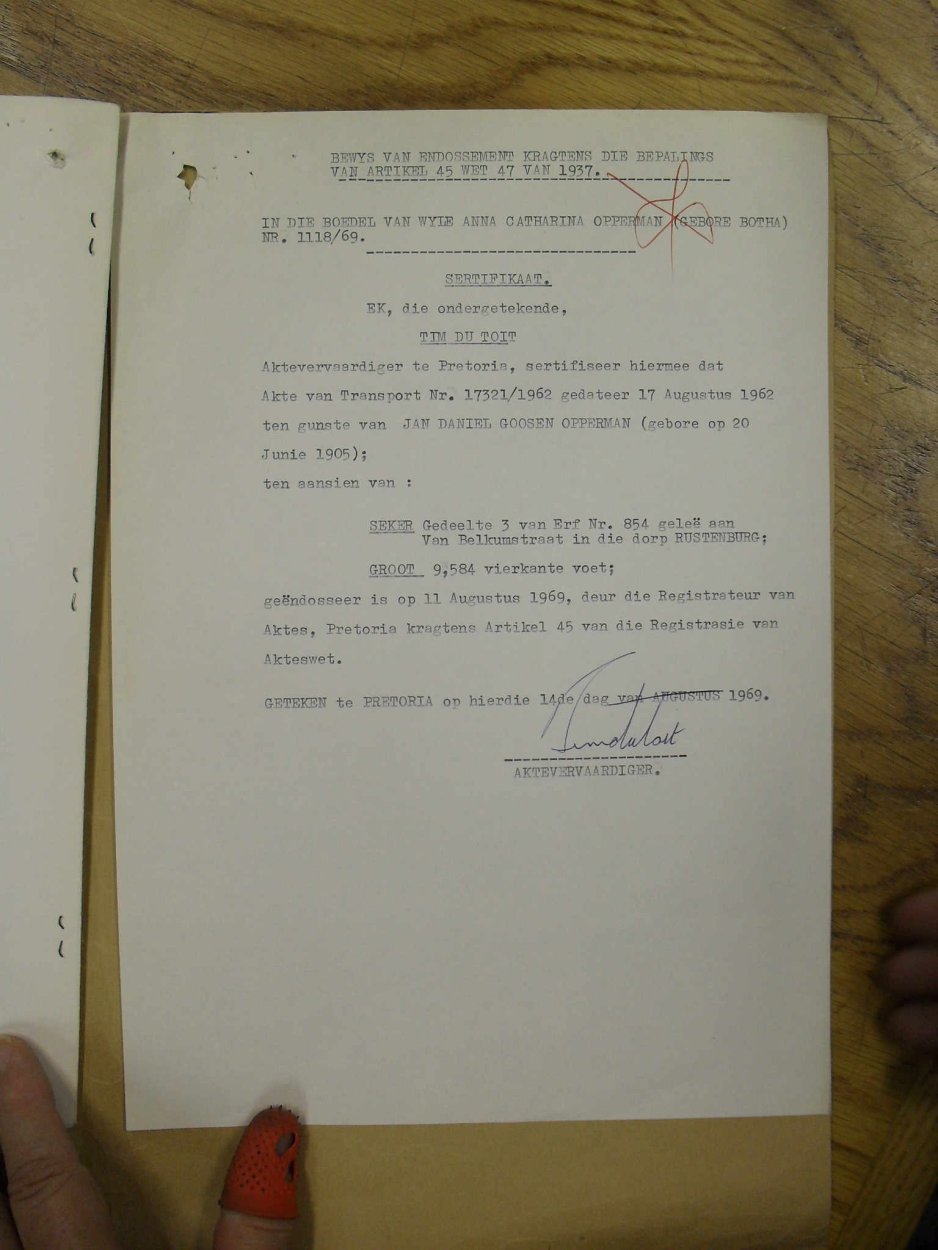 BEWYS VAN ENDOSSEMENT KRAGTENS DIE BEPALINGS
VAN ARTIKEL 45 WET 47 VAN 1937.
IN DIE BOEDEL VAN WYLE ANNA CATHARINA OPPERMAN (GEBORE BOTHA)
NR. 1118/69.
SERTIFIKAAT.
EK, die ondergetekende,
TIM DU TOIT
Aktevervaardiger te Pretoria, sertifiseer hiermee dat
Akte van Transport Nr. 17321/1962 gedateer 17 Augustus 1962
ten gunste van JAN DANIEL GOOSEN OPPERMAN (gebore op 20
Junie 1905);
ten aansien van :
SEKER Gedeelte 3 van Erf Nr. 854 geleë aan
Van Belkumstraat in die dorp RUSTENBURG;
GROOT 9,584 vierkante voet;
geëndosseer is op 11 Augustus 1969, deur die Registrateur van
Aktes, Pretoria kragtens Artikel 45 van die Registrasie van
Akteswet.
GETEKEN te PRETORIA op hierdie 14de dag van AUGUSTUS 1969.
Timdutoit
AKTEVERVAARDIGER.